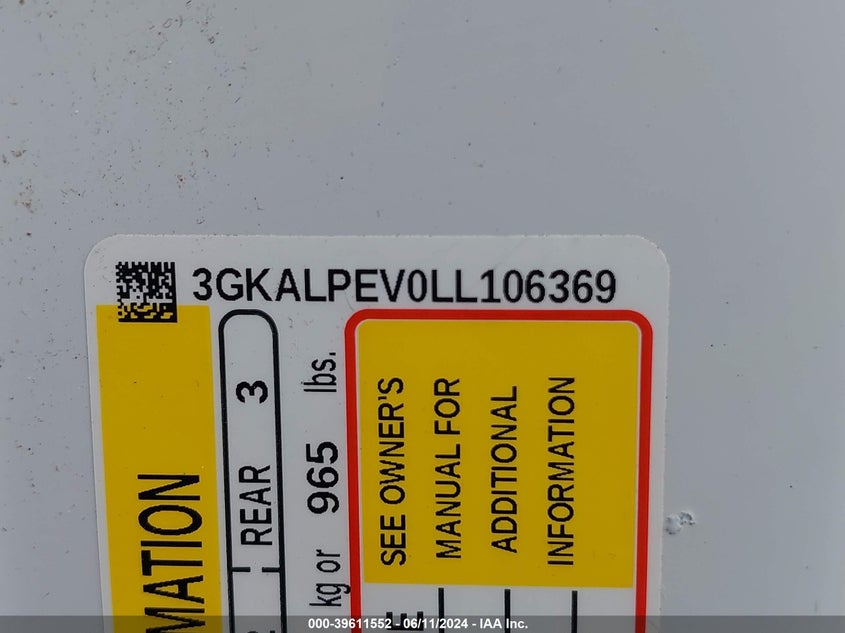 3GKALPEV0LL106369
MATION
REAR 3
kg or 965 lbs.
SEE OWNER'S
MANUAL FOR
ADDITIONAL
INFORMATION
E
000-39611552 - 06/11/2024 - IAA Inc.